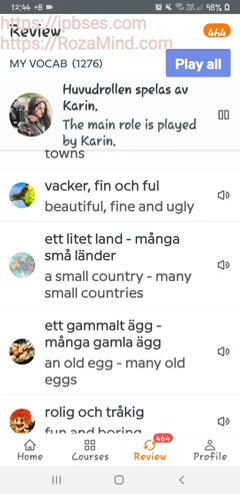 12:44 +B
98%
https://jpbses.com
https://RozaMind.com
Review
464
MY VOCAB (1276)
Play all
Huvudrollen spelas av
Karin.
The main role is played
by Karin.
towns
vacker, fin och ful
beautiful, fine and ugly
ett litet land - många
små länder
a small country - many
small countries
ett gammalt ägg -
många gamla ägg
an old egg - many old
eggs
rolig och tråkig
fun and boring
464
Home
Courses
Review
Profile